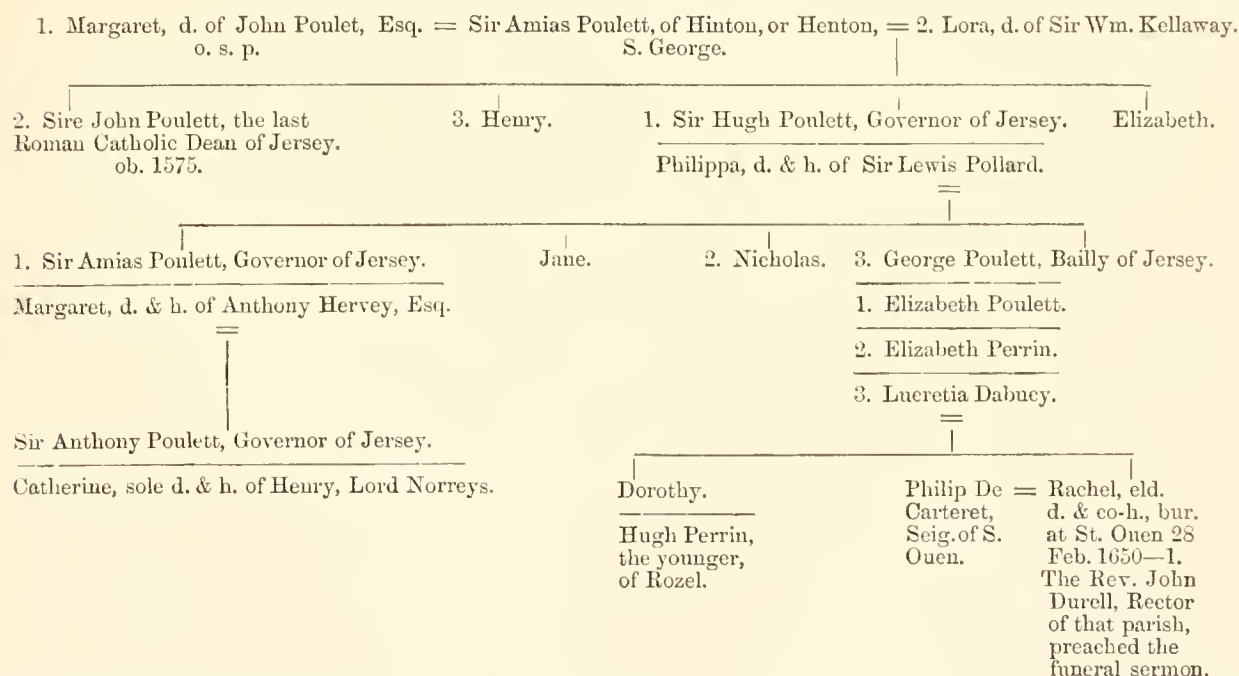 1. Margaret, d. of John Poulet, Esq. = Sir Amias Poulett, of Hinton, or Henton, = 2. Lora, d. of Sir Wm. Kellaway.
o. s. p. S. George.
2. Sire John Poulett, the last
Roman Catholic Dean of Jersey.
ob. 1575.
3. Henry.
1. Sir Hugh Poulett, Governor of Jersey.
Philippa, d. & h. of Sir Lewis Pollard.
=
Elizabeth.
1. Sir Amias Poulett, Governor of Jersey.
Margaret, d. & h. of Anthony Hervey, Esq.
=
Jane.
2. Nicholas.
3. George Poulett, Bailly of Jersey.
1. Elizabeth Poulett.
2. Elizabeth Perrin.
3. Lucretia Dabucy.
=
Sir Anthony Poulett, Governor of Jersey.
Catherine, sole d. & h. of Henry, Lord Norreys.
Dorothy.
Hugh Perrin,
the younger,
of Rozel.
Philip De =
Carteret,
Seig. of S.
Ouen.
Rachel, eld.
d. & co-h., bur.
at St. Ouen 28
Feb. 1650—1.
The Rev. John
Durell, Rector
of that parish,
preached the
funeral sermon.